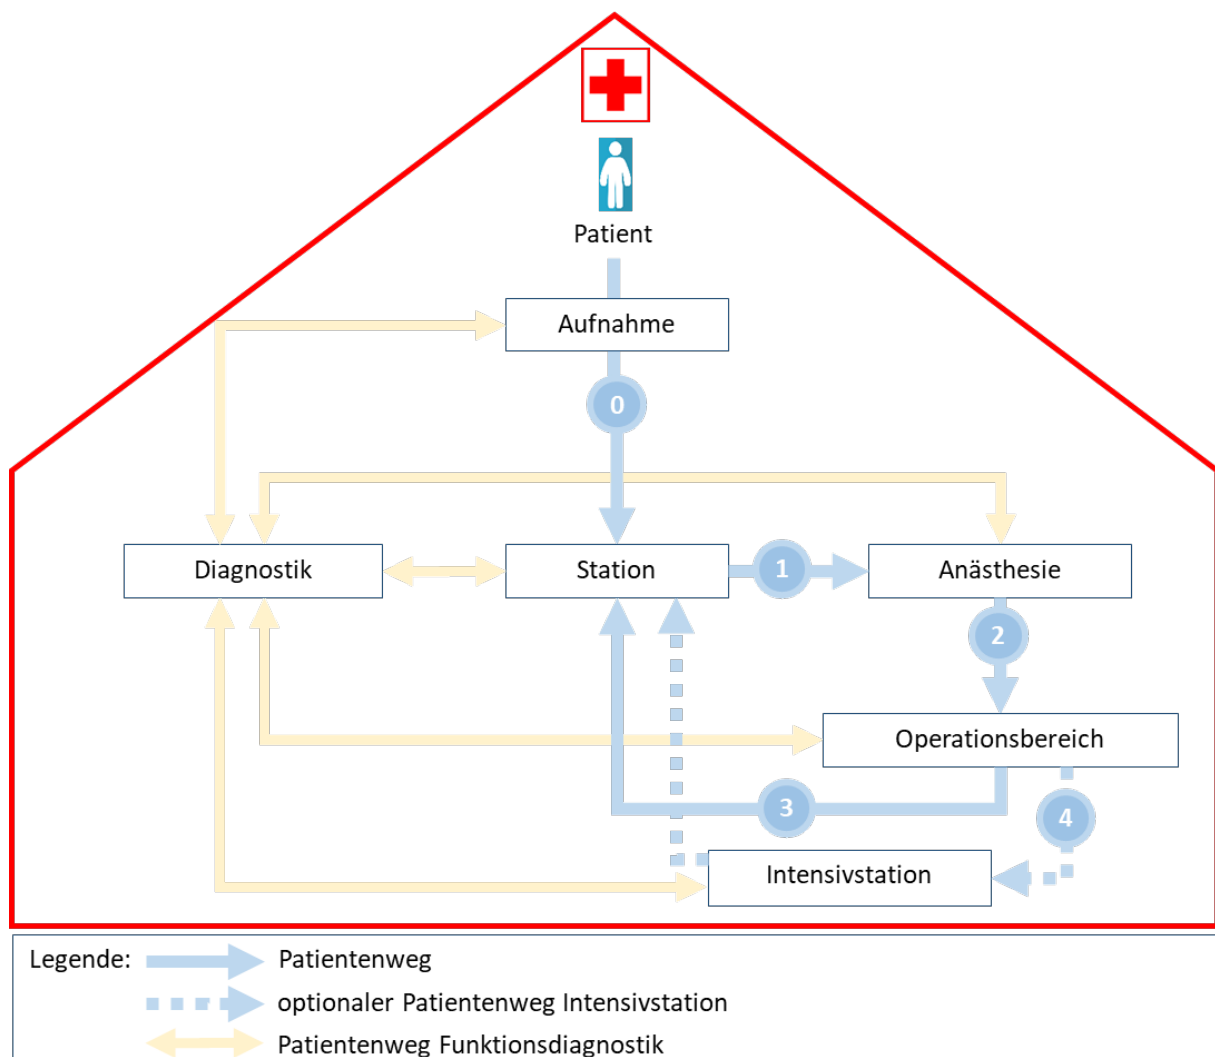 Patient
Aufnahme
0
Diagnostik
Station
1
Anästhesie
2
Operationsbereich
3
4
Intensivstation
Legende:
Patientenweg
optionaler Patientenweg Intensivstation
Patientenweg Funktionsdiagnostik